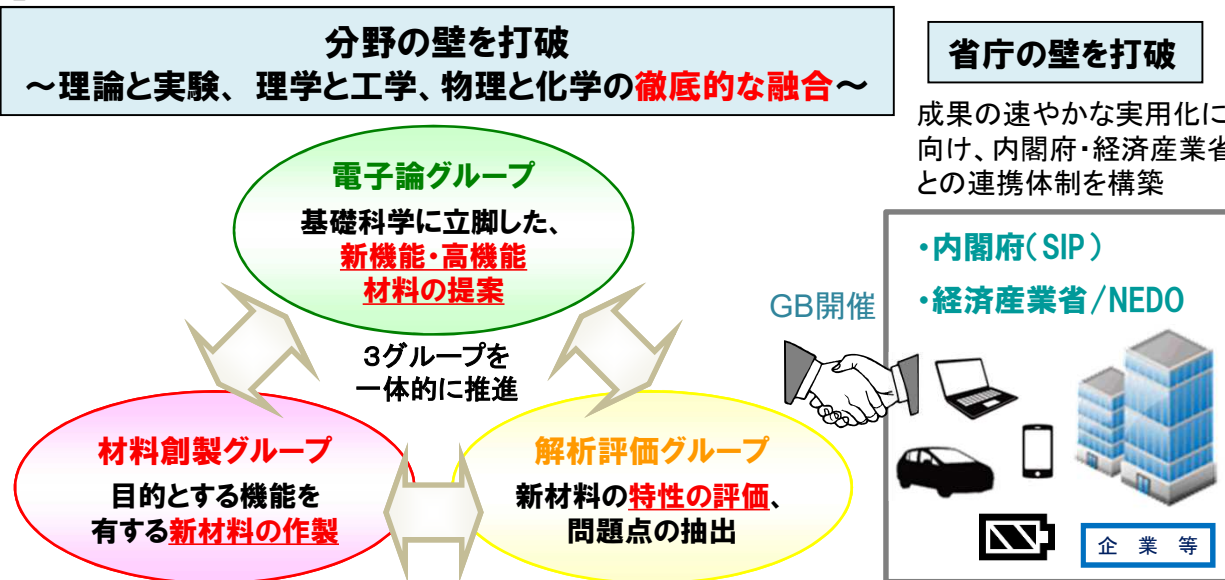 分野の壁を打破
～理論と実験、理学と工学、物理と化学の徹底的な融合～
省庁の壁を打破
成果の速やかな実用化に
向け、内閣府・経済産業省
との連携体制を構築
電子論グループ
基礎科学に立脚した、
新機能・高機能
材料の提案
3グループを
一体的に推進
材料創製グループ
目的とする機能を
有する新材料の作製
解析評価グループ
新材料の特性の評価、
問題点の抽出
GB開催
・内閣府(SIP)
・経済産業省/NEDO
企業等